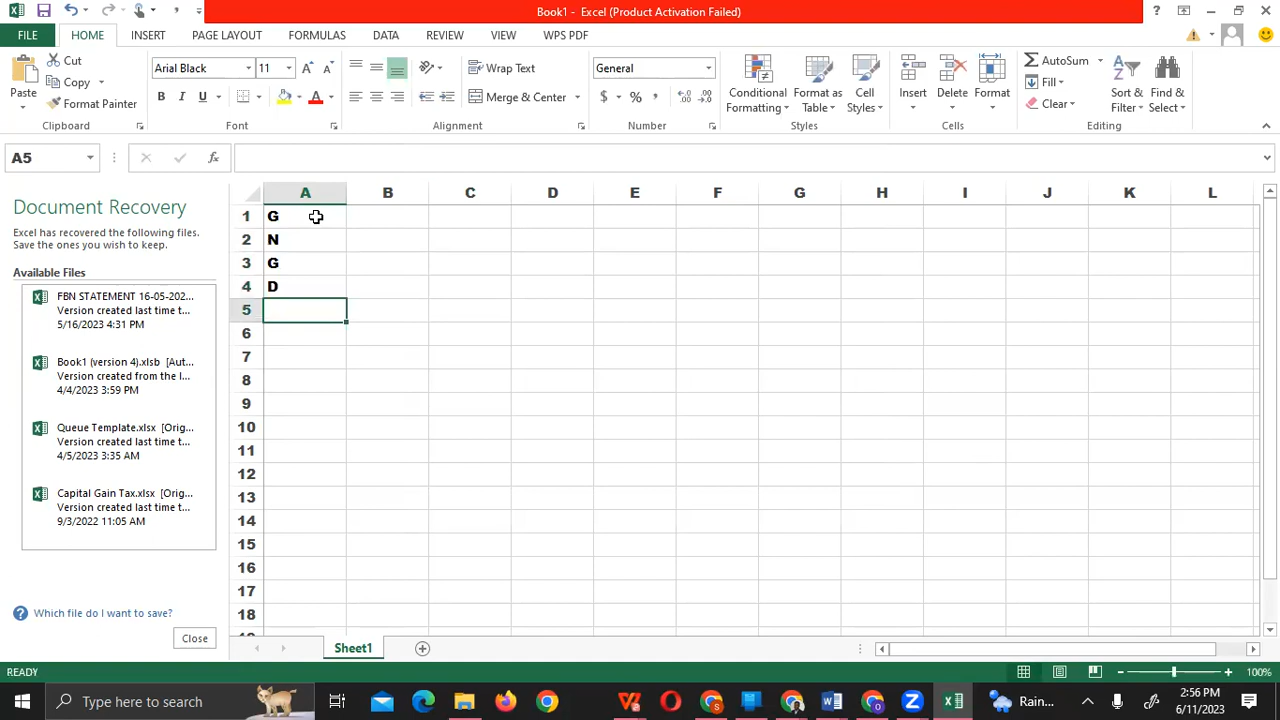 Book1 - Excel (Product Activation Failed)
FILE HOME INSERT PAGE LAYOUT FORMULAS DATA REVIEW VIEW WPS PDF
Cut
Copy
Format Painter
Paste
Clipboard
Arial Black 11
B I U
Font
Wrap Text
Merge & Center
Alignment
General
$ % ,
Number
Conditional Formatting
Format as Table
Cell Styles
Styles
Insert Delete Format
Cells
AutoSum
Fill
Clear
Sort & Filter
Find & Select
Editing
A5
fx
Document Recovery
Excel has recovered the following files.
Save the ones you wish to keep.
Available Files
FBN STATEMENT 16-05-202...
Version created last time t...
5/16/2023 4:31 PM
Book1 (version 4).xlsb [Aut...
Version created from the l...
4/4/2023 3:59 PM
Queue Template.xlsx [Orig...
Version created last time t...
4/5/2023 3:35 AM
Capital Gain Tax.xlsx [Orig...
Version created last time t...
9/3/2022 11:05 AM
Which file do I want to save?
Close
A B C D E F G H I J K L
1 G
2 N
3 G
4 D
5
6
7
8
9
10
11
12
13
14
15
16
17
18
Sheet1
READY
100%
Type here to search
Rain...
2:56 PM
6/11/2023